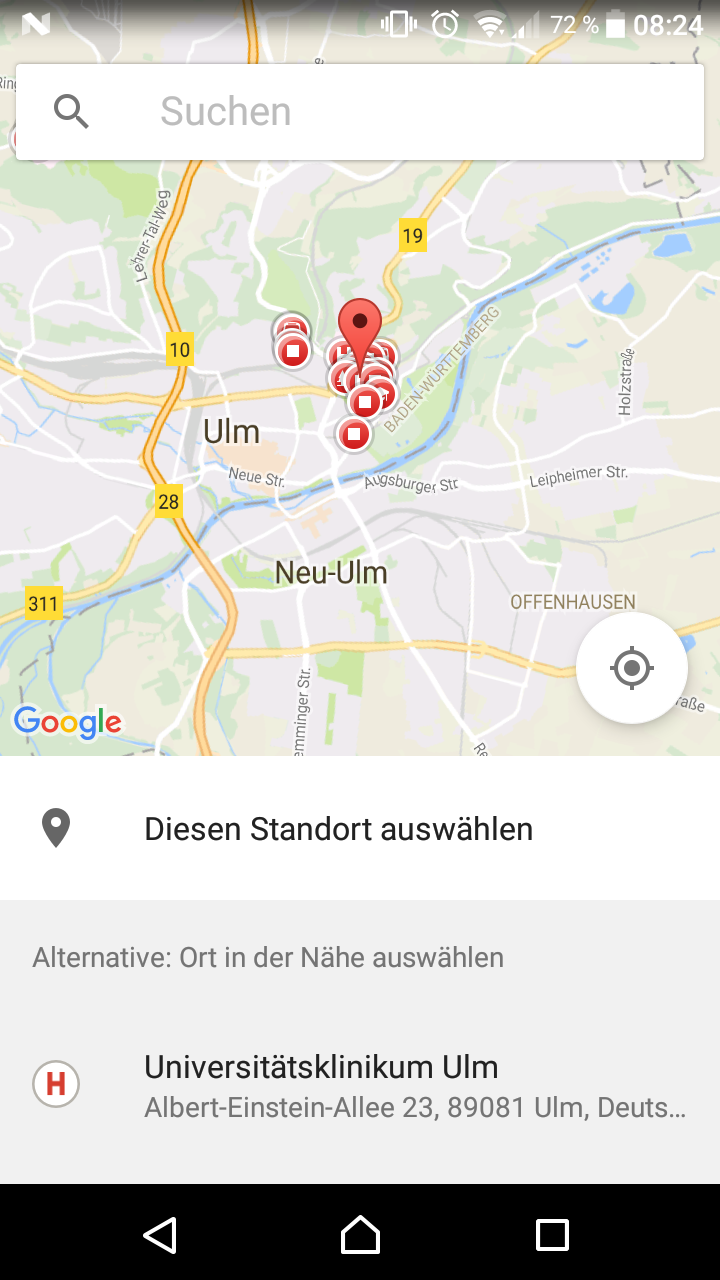 72 % 08:24
Suchen
Lehrer-Tal-Weg
19
10
BADEN-WÜRTTEMBERG
Holzstraße
Ulm
Neue Str.
Augsburger Str.
Leipheimer Str.
28
Neu-Ulm
311
OFFENHAUSEN
emminger Str.
raße
Google
Diesen Standort auswählen
Alternative: Ort in der Nähe auswählen
H
Universitätsklinikum Ulm
Albert-Einstein-Allee 23, 89081 Ulm, Deuts...